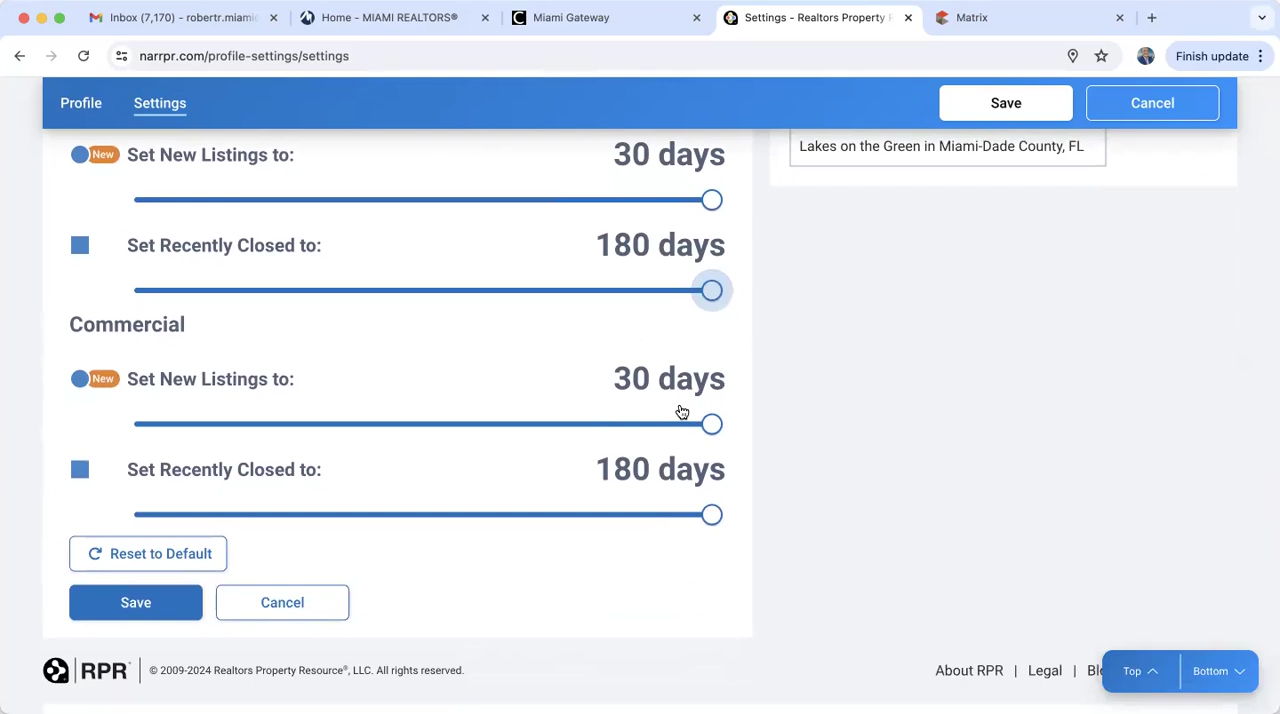 Inbox (7,170) - robertr.miami
Home - MIAMI REALTORS®
Miami Gateway
Settings - Realtors Property
Matrix
narrpr.com/profile-settings/settings
Finish update
Profile
Settings
Save
Cancel
New Set New Listings to: 30 days
Lakes on the Green in Miami-Dade County, FL
Set Recently Closed to: 180 days
Commercial
New Set New Listings to: 30 days
Set Recently Closed to: 180 days
Reset to Default
Save
Cancel
RPR® © 2009-2024 Realtors Property Resource®, LLC. All rights reserved.
About RPR | Legal |
Top
Bottom